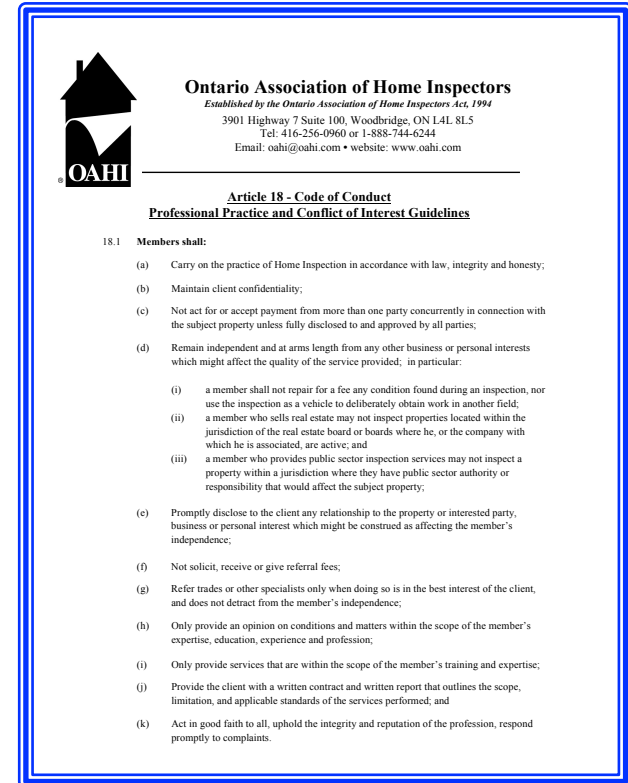 Ontario Association of Home Inspectors
Established by the Ontario Association of Home Inspectors Act, 1994
3901 Highway 7 Suite 100, Woodbridge, ON L4L 8L5
Tel: 416-256-0960 or 1-888-744-6244
Email: oahi@oahi.com • website: www.oahi.com
® OAHI
Article 18 - Code of Conduct
Professional Practice and Conflict of Interest Guidelines
18.1 Members shall:
(a) Carry on the practice of Home Inspection in accordance with law, integrity and honesty;
(b) Maintain client confidentiality;
(c) Not act for or accept payment from more than one party concurrently in connection with
the subject property unless fully disclosed to and approved by all parties;
(d) Remain independent and at arms length from any other business or personal interests
which might affect the quality of the service provided; in particular:
(i) a member shall not repair for a fee any condition found during an inspection, nor
use the inspection as a vehicle to deliberately obtain work in another field;
(ii) a member who sells real estate may not inspect properties located within the
jurisdiction of the real estate board or boards where he, or the company with
which he is associated, are active; and
(iii) a member who provides public sector inspection services may not inspect a
property within a jurisdiction where they have public sector authority or
responsibility that would affect the subject property;
(e) Promptly disclose to the client any relationship to the property or interested party,
business or personal interest which might be construed as affecting the member's
independence;
(f) Not solicit, receive or give referral fees;
(g) Refer trades or other specialists only when doing so is in the best interest of the client,
and does not detract from the member's independence;
(h) Only provide an opinion on conditions and matters within the scope of the member's
expertise, education, experience and profession;
(i) Only provide services that are within the scope of the member's training and expertise;
(j) Provide the client with a written contract and written report that outlines the scope,
limitation, and applicable standards of the services performed; and
(k) Act in good faith to all, uphold the integrity and reputation of the profession, respond
promptly to complaints.